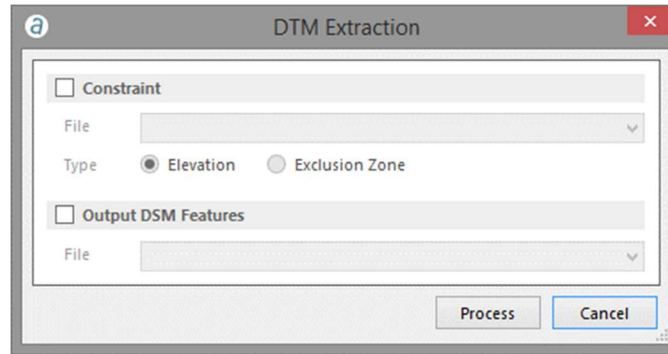 a
DTM Extraction
Constraint
File
Type Elevation Exclusion Zone
Output DSM Features
File
Process Cancel